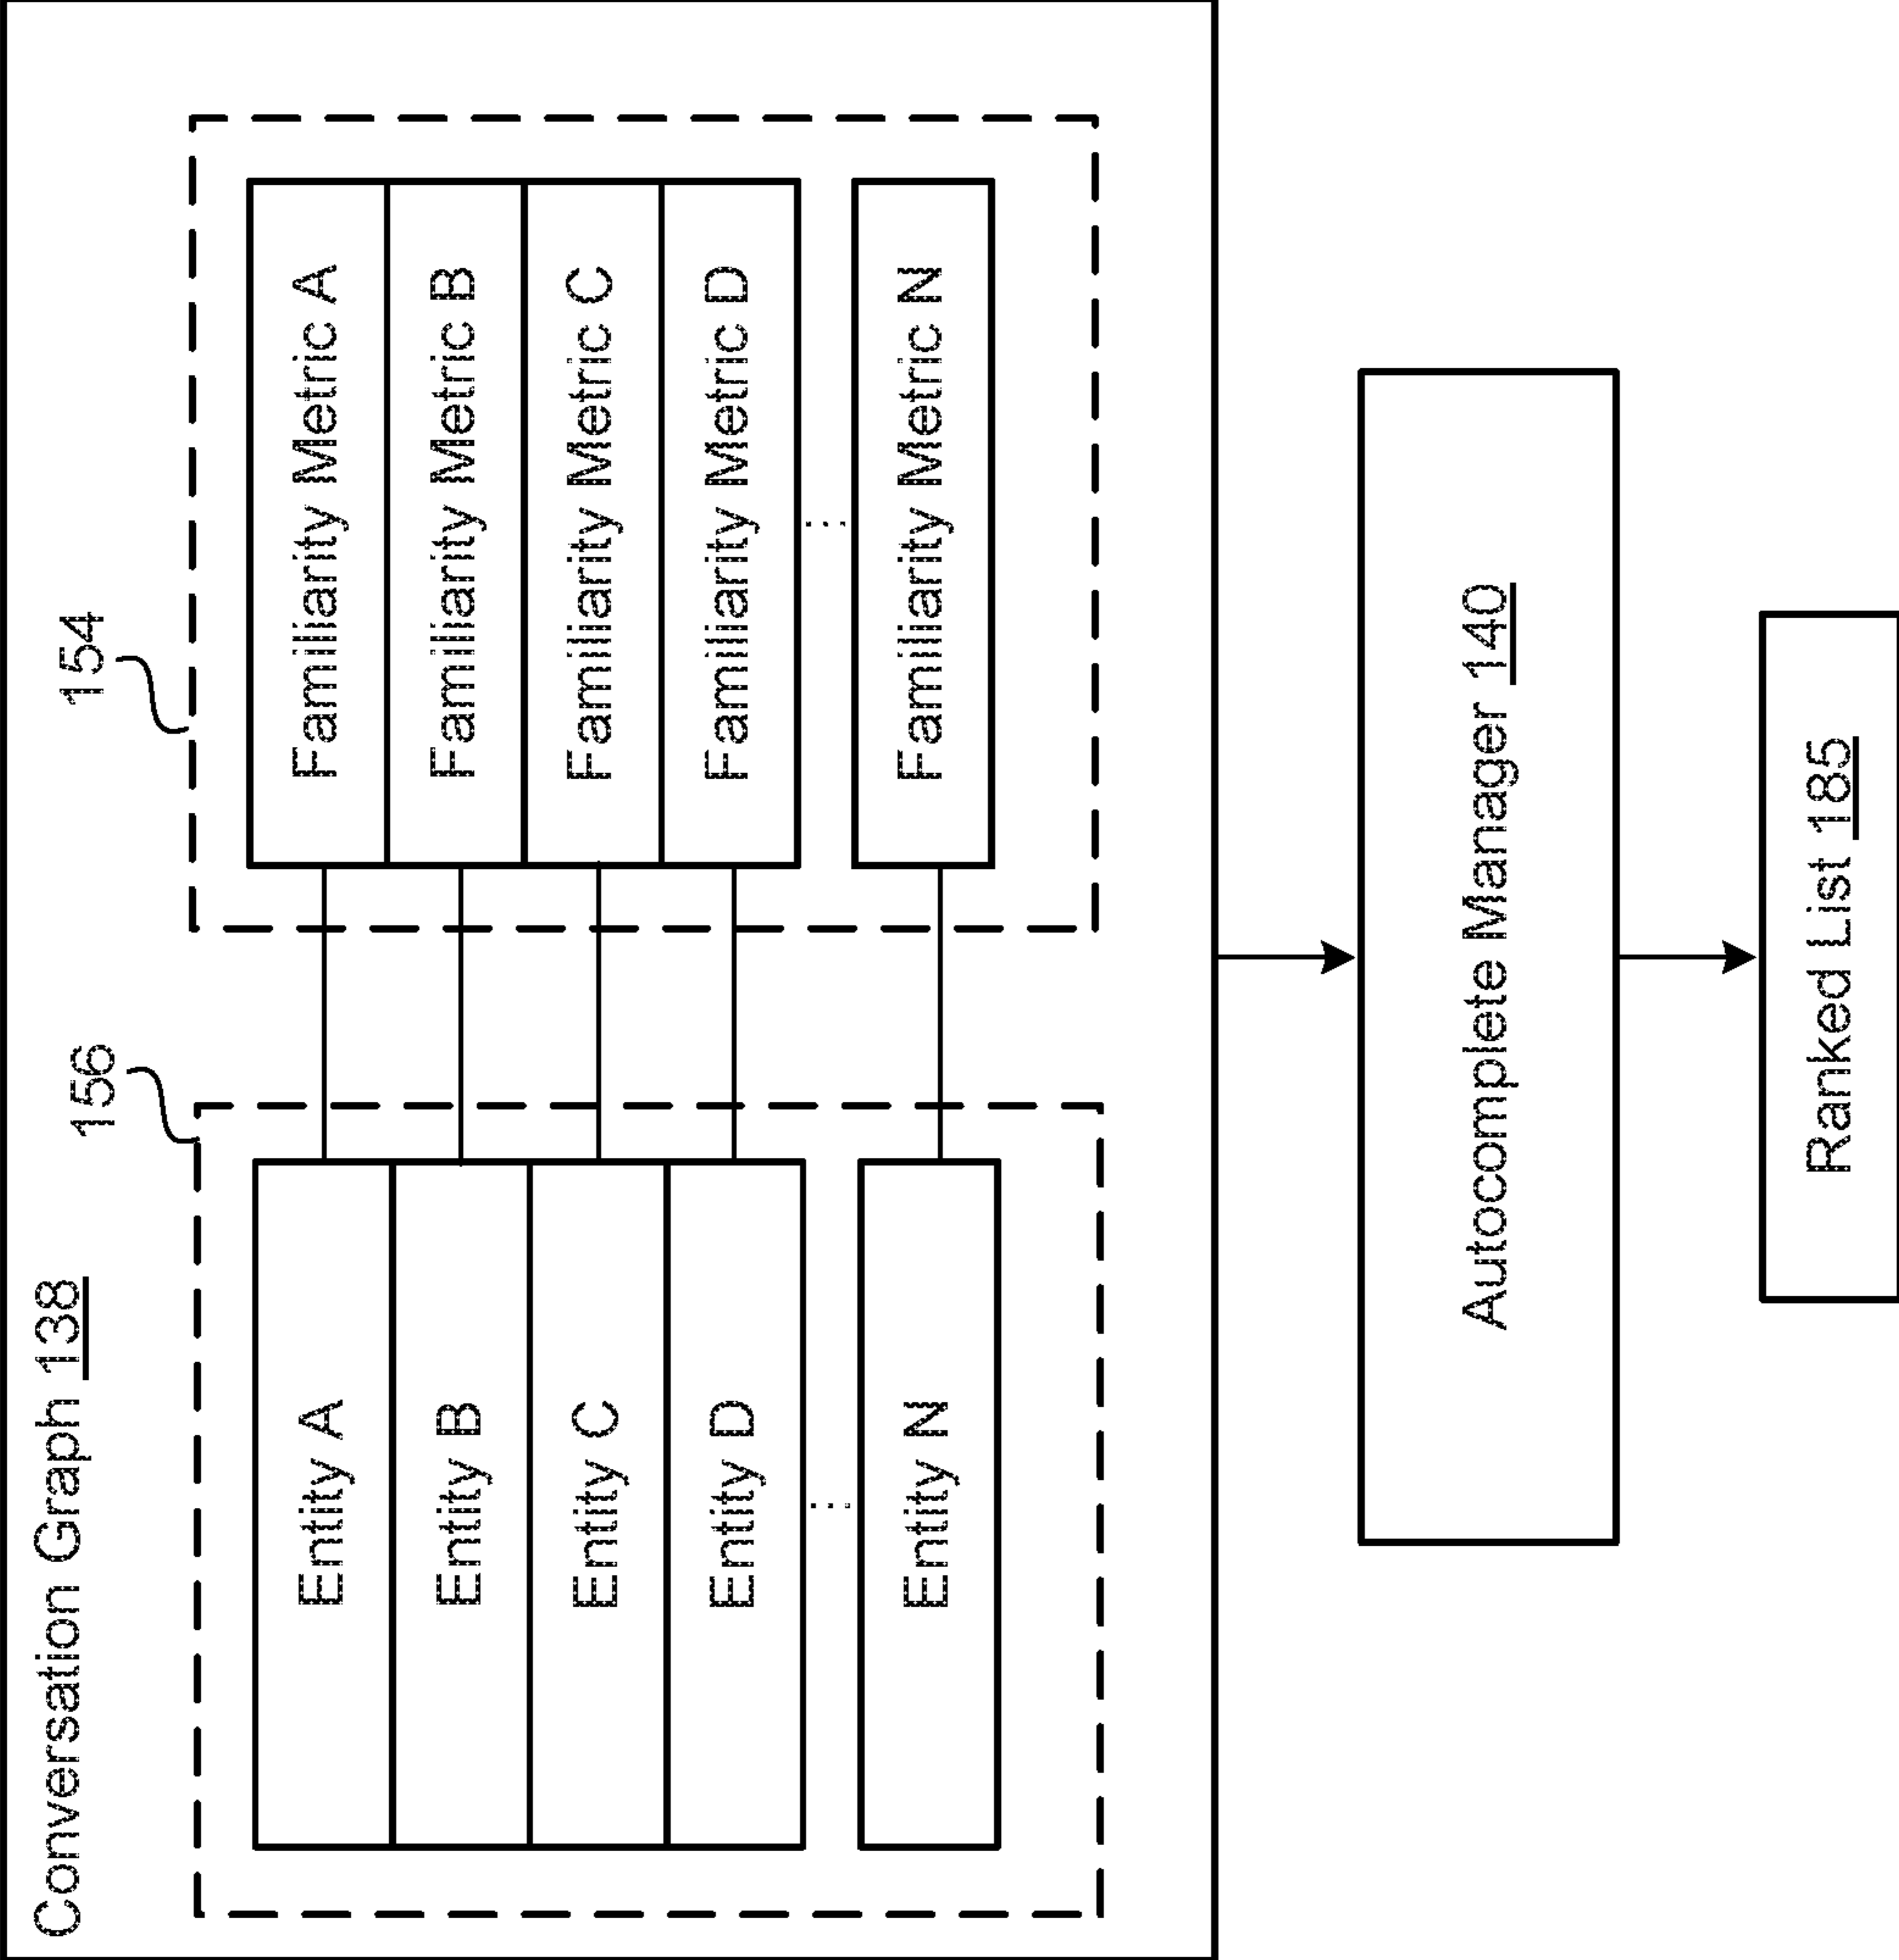 Conversation Graph 138
156
154
Entity A
Familiarity Metric A
Entity B
Familiarity Metric B
Entity C
Familiarity Metric C
Entity D
Familiarity Metric D
...
...
Entity N
Familiarity Metric N
Autocomplete Manager 140
Ranked List 185